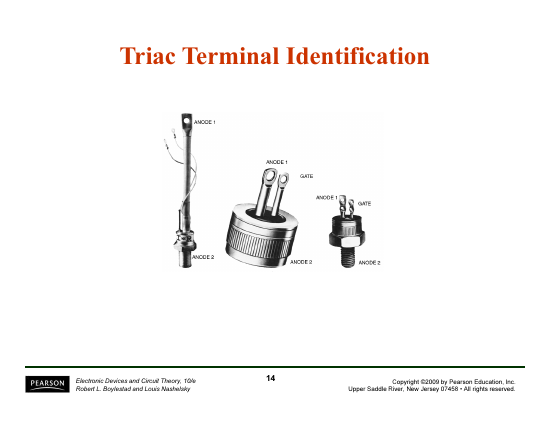 Triac Terminal Identification
ANODE 1
ANODE 2
ANODE 1
GATE
ANODE 2
ANODE 1
GATE
ANODE 2
PEARSON
Electronic Devices and Circuit Theory, 10/e
Robert L. Boylestad and Louis Nashelsky
14
Copyright ©2009 by Pearson Education, Inc.
Upper Saddle River, New Jersey 07458 • All rights reserved.